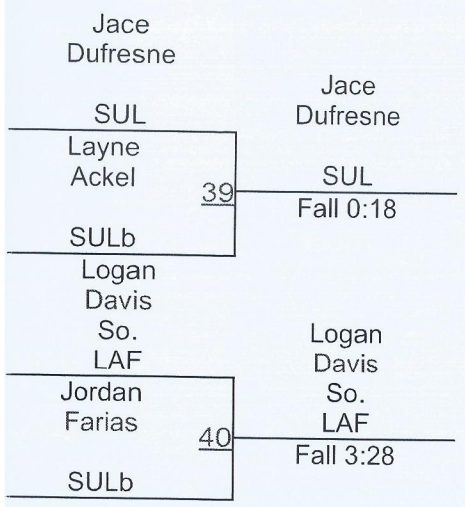 Jace
Dufresne
SUL
Layne
Ackel
39
SULb
Jace
Dufresne
SUL
Fall 0:18
Logan
Davis
So.
LAF
Jordan
Farias
40
SULb
Logan
Davis
So.
LAF
Fall 3:28